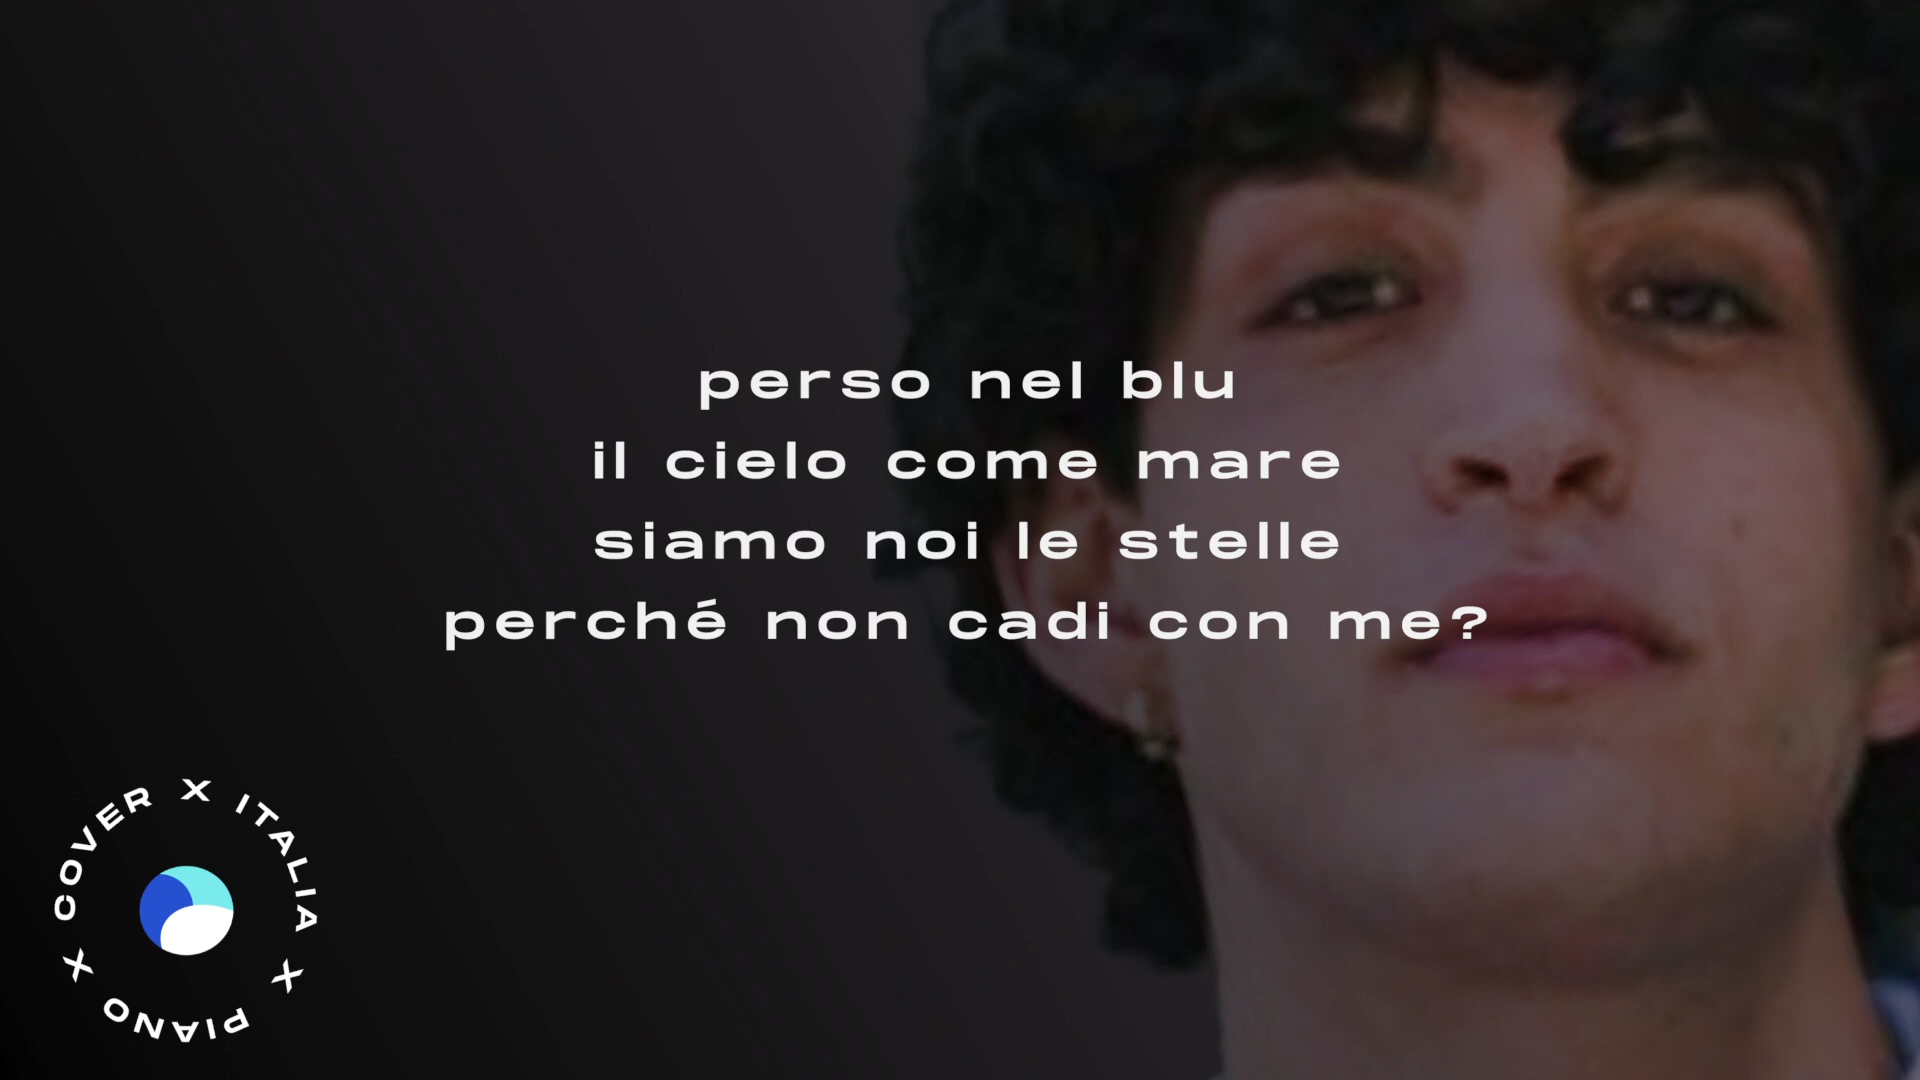 perso nel blu
il cielo come mare
siamo noi le stelle
perché non cadi con me?
COVER X ITALIA X PIANO X